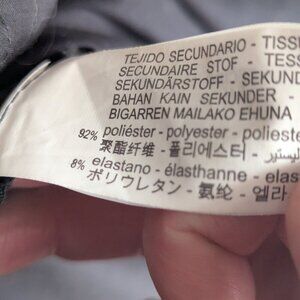 TEJIDO SECUNDARIO - TISS
SECUNDAIRE STOF - TESS
SEKUNDÄRSTOFF - SEKUND
BAHAN KAIN SEKUNDER -
BIGARREN MAILAKO EHUNA
92% poliéster - polyester - polieste
聚酯纤维 - 폴리에스터 -
8% elastano - élasthanne - elast
ポリウレタン - 氨纶 - 엘라